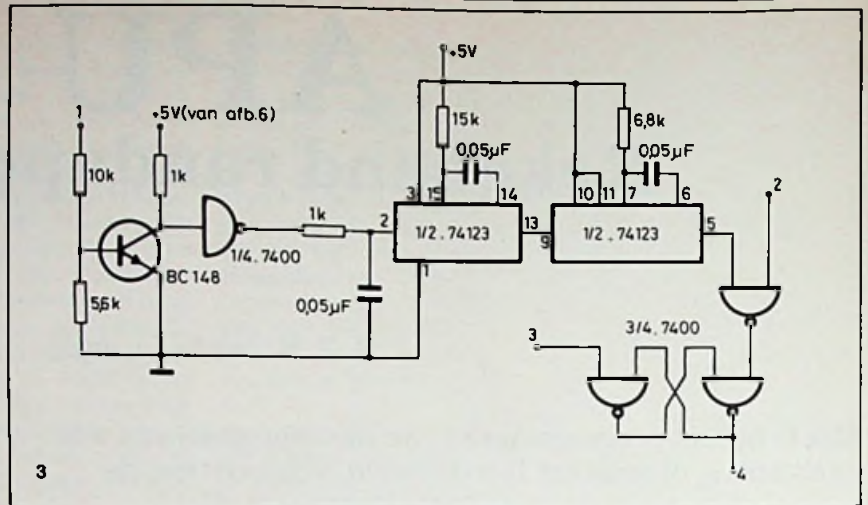 +5V
1
+5V(van afb.6)
10k
1k
15k
0,05µF
6,8k
0,05µF
3
15
14
10
11
7
6
2
1k
2
1/2.74123
13
9
1/2.74123
5
1/4.7400
1
BC148
5,6k
0,05µF
3
3/4.7400
4
3